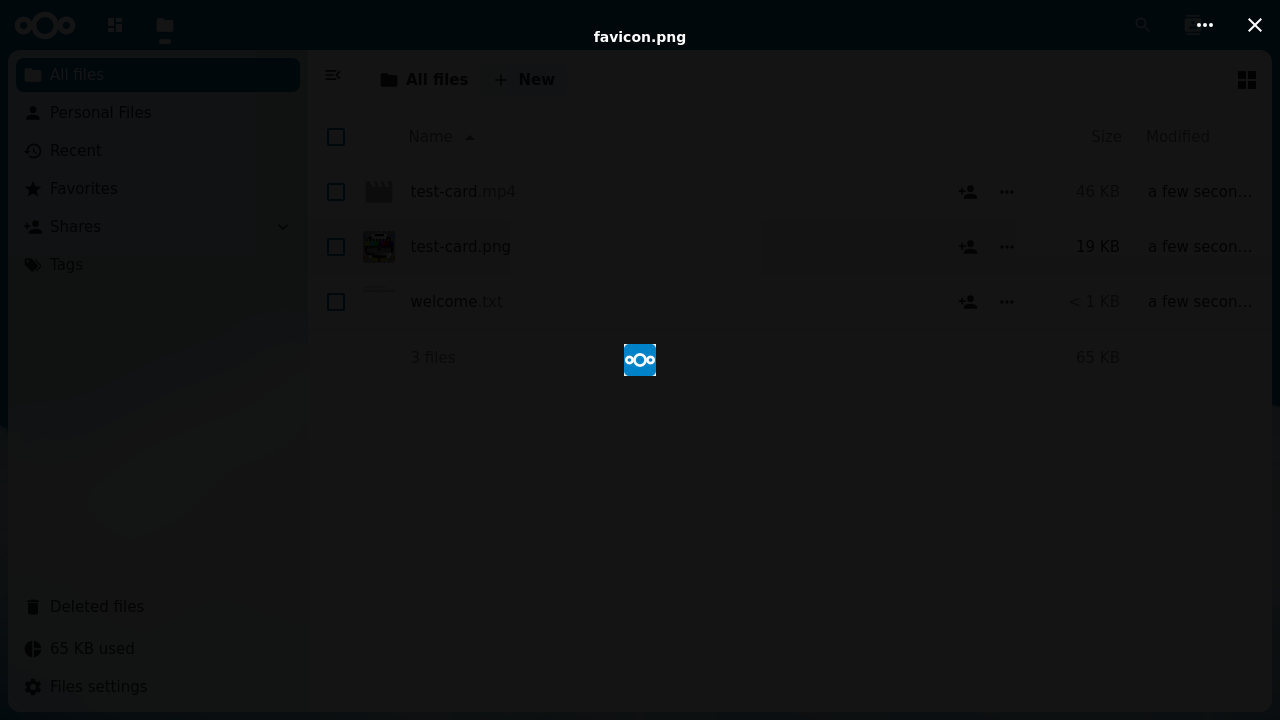 favicon.png
All files
Personal Files
Recent
Favorites
Shares
Tags
Deleted files
65 KB used
Files settings
All files
New
Name
Size
Modified
test-card.mp4
46 KB
a few secon...
test-card.png
19 KB
a few secon...
welcome.txt
< 1 KB
a few secon...
3 files
65 KB